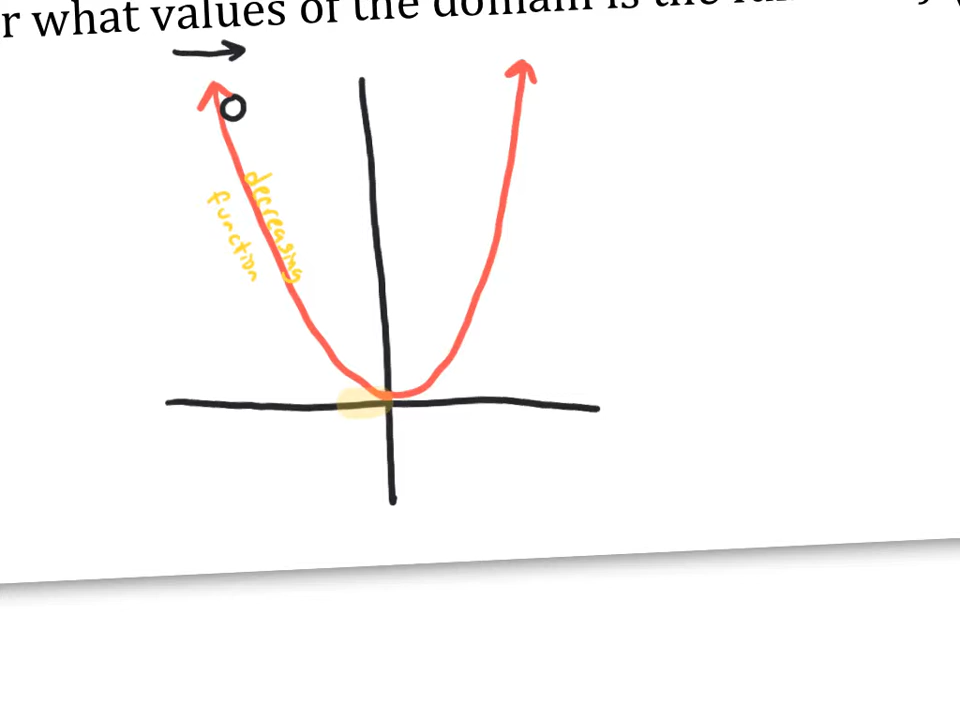 r what values of the domain is the
decreasing
function